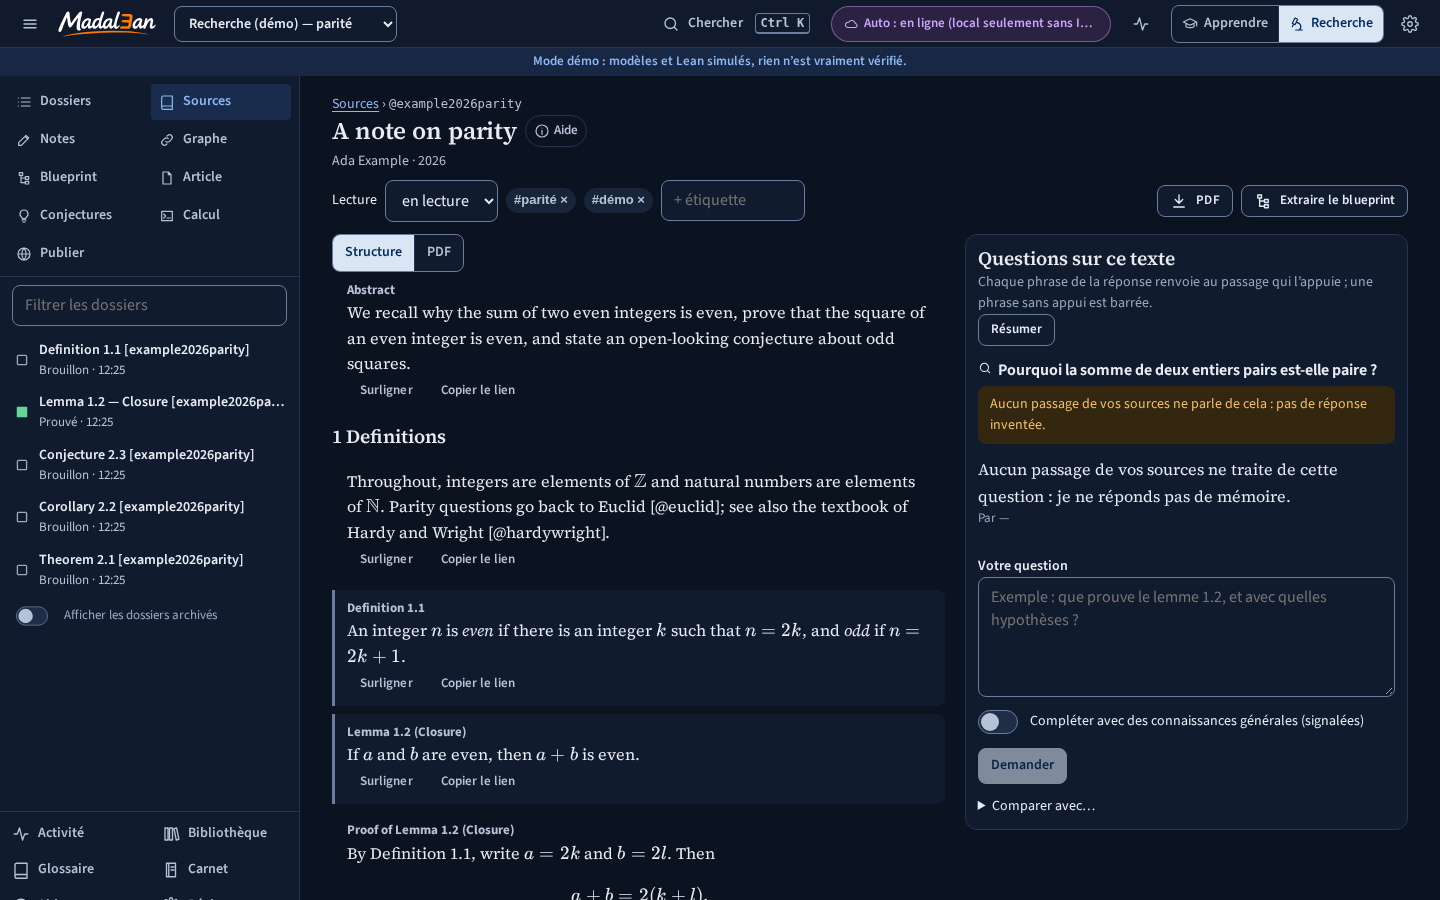 Madal3an
Recherche (démo) — parité
Chercher
Ctrl K
Auto : en ligne (local seulement sans I…
Apprendre
Recherche
Mode démo : modèles et Lean simulés, rien n'est vraiment vérifié.
Dossiers
Sources
Notes
Graphe
Blueprint
Article
Conjectures
Calcul
Publier
Filtrer les dossiers
Definition 1.1 [example2026parity]
Brouillon · 12:25
Lemma 1.2 — Closure [example2026pa…
Prouvé · 12:25
Conjecture 2.3 [example2026parity]
Brouillon · 12:25
Corollary 2.2 [example2026parity]
Brouillon · 12:25
Theorem 2.1 [example2026parity]
Brouillon · 12:25
Afficher les dossiers archivés
Activité
Bibliothèque
Glossaire
Carnet
Sources › @example2026parity
A note on parity
Aide
Ada Example · 2026
Lecture
en lecture
#parité ×
#démo ×
+ étiquette
PDF
Extraire le blueprint
Structure
PDF
Abstract
We recall why the sum of two even integers is even, prove that the square of
an even integer is even, and state an open-looking conjecture about odd
squares.
Surligner
Copier le lien
1 Definitions
Throughout, integers are elements of ℤ and natural numbers are elements
of ℕ. Parity questions go back to Euclid [@euclid]; see also the textbook of
Hardy and Wright [@hardywright].
Surligner
Copier le lien
Definition 1.1
An integer n is even if there is an integer k such that n = 2k, and odd if n =
2k + 1.
Surligner
Copier le lien
Lemma 1.2 (Closure)
If a and b are even, then a + b is even.
Surligner
Copier le lien
Proof of Lemma 1.2 (Closure)
By Definition 1.1, write a = 2k and b = 2l. Then
a + b = 2(k + l).
Questions sur ce texte
Chaque phrase de la réponse renvoie au passage qui l'appuie ; une
phrase sans appui est barrée.
Résumer
Pourquoi la somme de deux entiers pairs est-elle paire ?
Aucun passage de vos sources ne parle de cela : pas de réponse
inventée.
Aucun passage de vos sources ne traite de cette
question : je ne réponds pas de mémoire.
Par —
Votre question
Exemple : que prouve le lemme 1.2, et avec quelles
hypothèses ?
Compléter avec des connaissances générales (signalées)
Demander
Comparer avec…